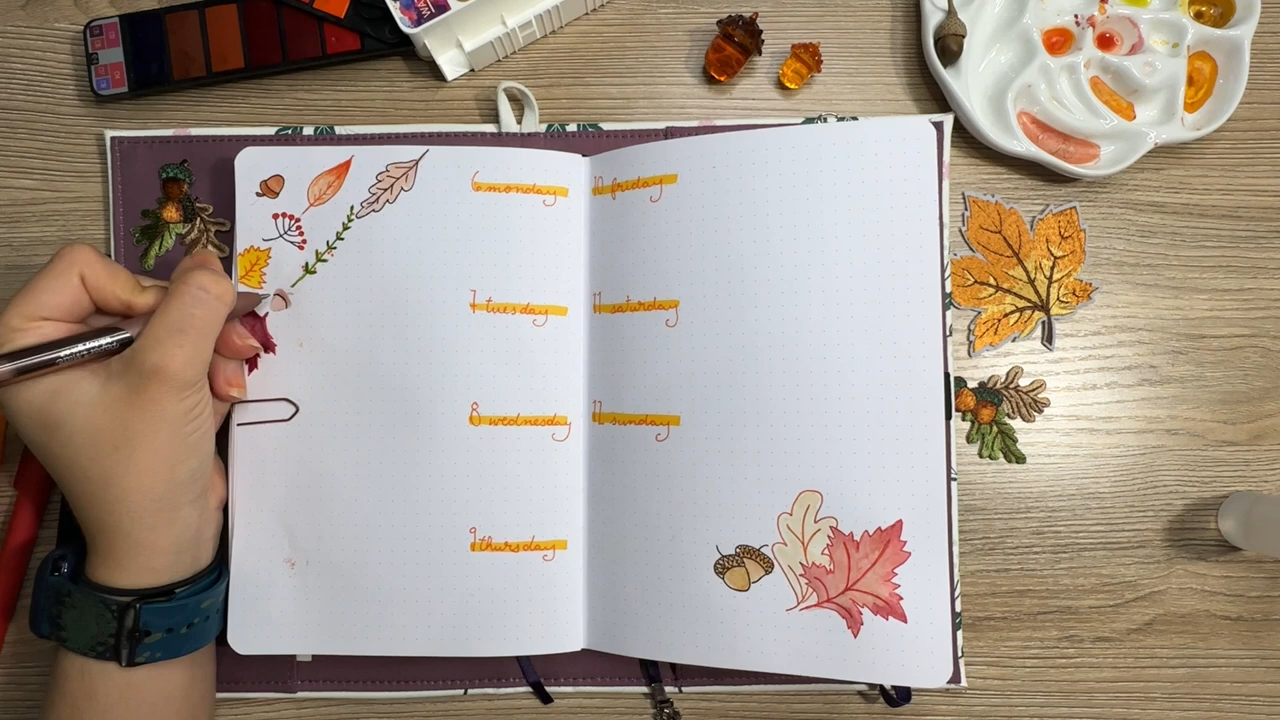 6 monday
7 tuesday
8 wednesday
9 thursday
10 friday
11 saturday
12 sunday